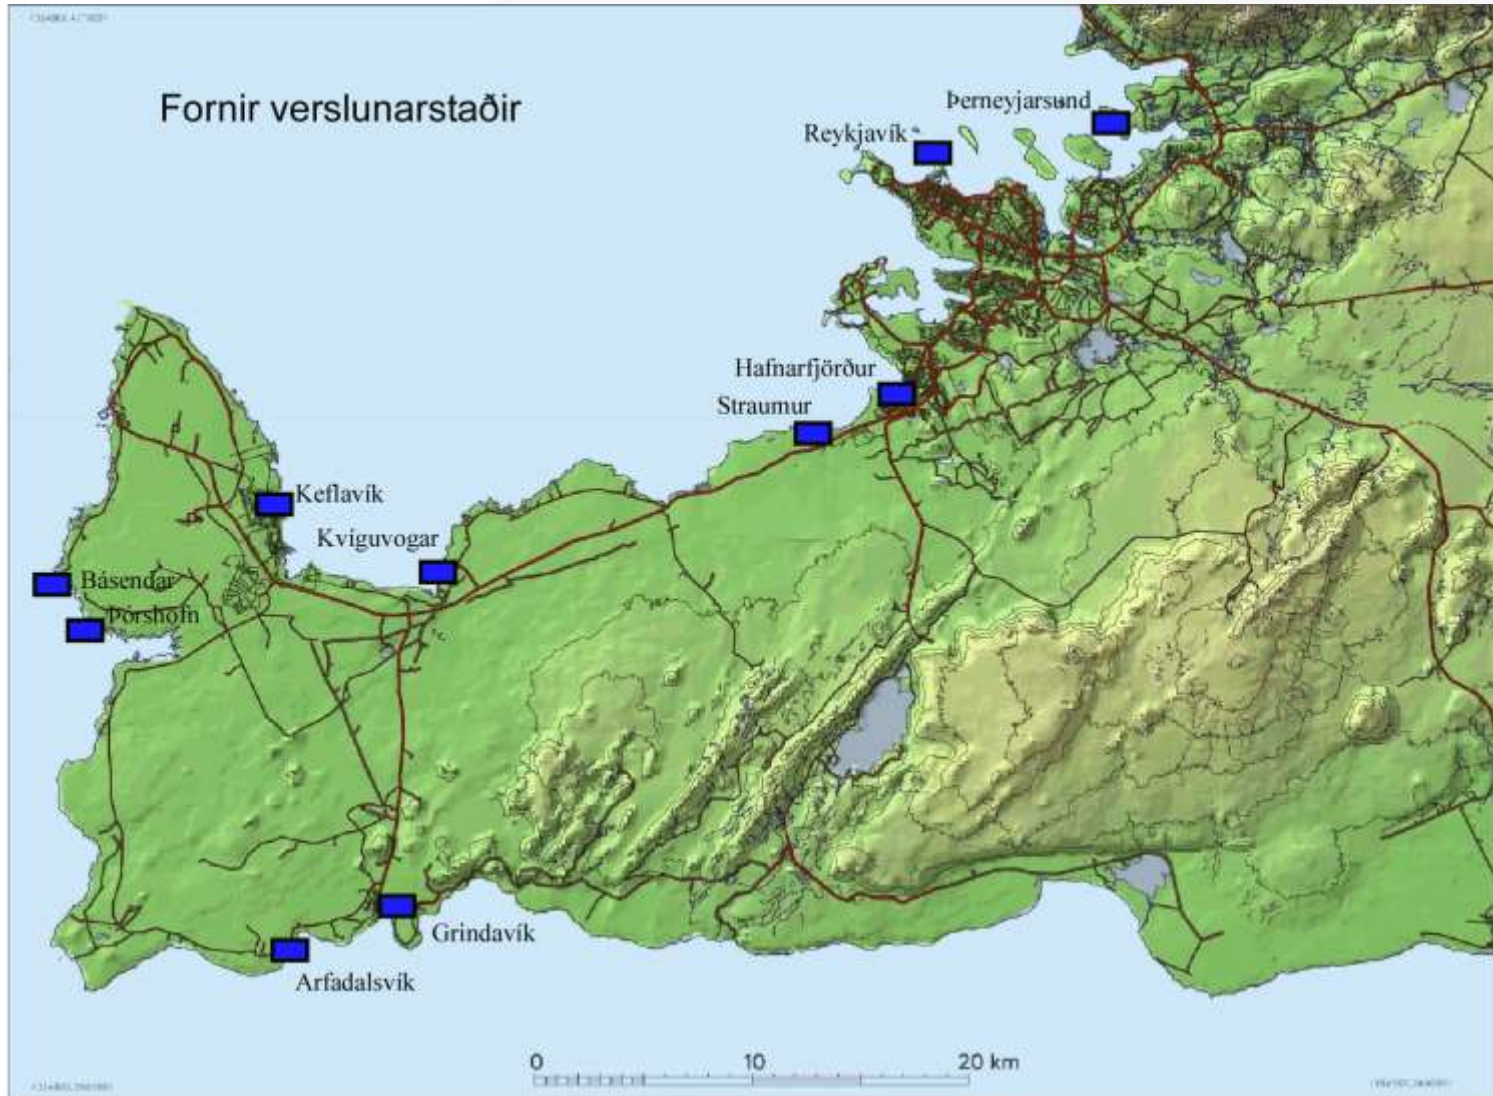 Fornir verslunarstaðir
Þerneyjarsund
Reykjavík
Hafnarfjörður
Straumur
Keflavík
Kvíguvogar
Básendar
Þórshöfn
Grindavík
Arfadalsvík
0 10 20 km